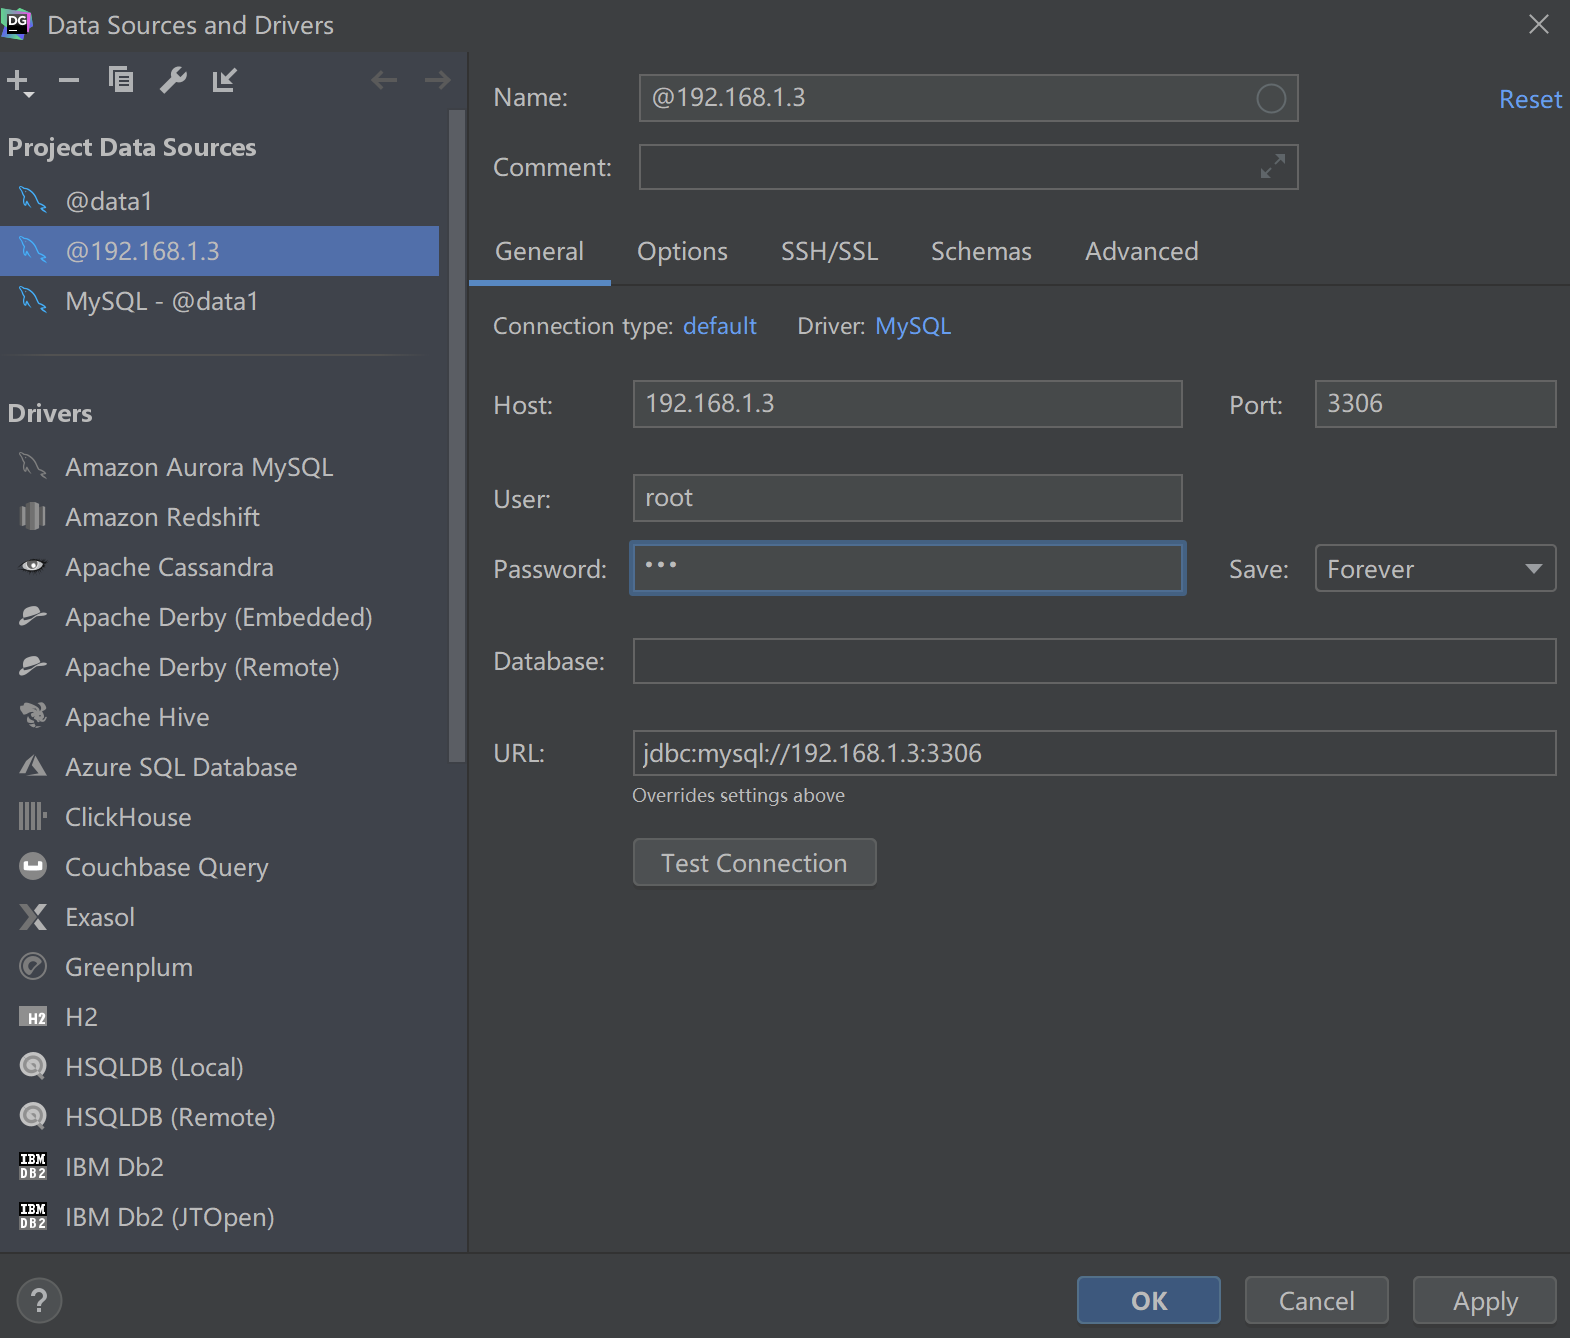 DG
Data Sources and Drivers
Project Data Sources
@data1
@192.168.1.3
MySQL - @data1
Drivers
Amazon Aurora MySQL
Amazon Redshift
Apache Cassandra
Apache Derby (Embedded)
Apache Derby (Remote)
Apache Hive
Azure SQL Database
ClickHouse
Couchbase Query
Exasol
Greenplum
H2 H2
HSQLDB (Local)
HSQLDB (Remote)
IBM DB2 IBM Db2
IBM DB2 IBM Db2 (JTOpen)
Name: @192.168.1.3 Reset
Comment:
General Options SSH/SSL Schemas Advanced
Connection type: default Driver: MySQL
Host: 192.168.1.3 Port: 3306
User: root
Password: ••• Save: Forever
Database:
URL: jdbc:mysql://192.168.1.3:3306
Overrides settings above
Test Connection
? OK Cancel Apply